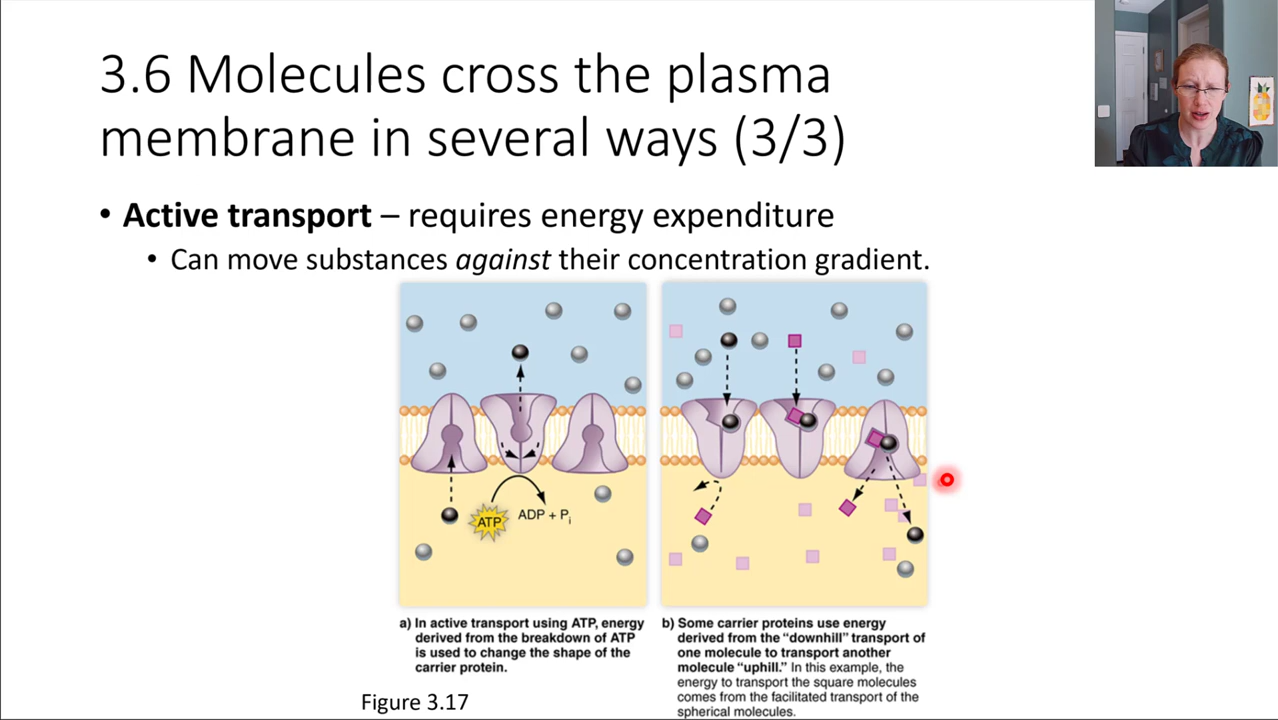 3.6 Molecules cross the plasma
membrane in several ways (3/3)
• Active transport – requires energy expenditure
• Can move substances against their concentration gradient.
ATP
ADP + Pi
a) In active transport using ATP, energy
derived from the breakdown of ATP
is used to change the shape of the
carrier protein.
b) Some carrier proteins use energy
derived from the “downhill” transport of
one molecule to transport another
molecule “uphill.” In this example, the
energy to transport the square molecules
comes from the facilitated transport of the
spherical molecules.
Figure 3.17